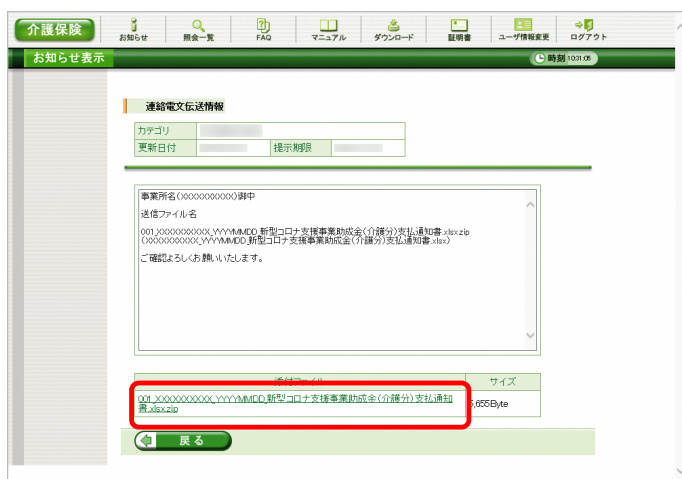 介護保険
お知らせ
照会一覧
FAQ
マニュアル
ダウンロード
証明書
ユーザ情報変更
ログアウト
お知らせ表示
時刻 10:31:05
連絡電文伝送情報
カテゴリ
更新日付
提示期限
事業所名(XXXXXXXXXX)御中
送信ファイル名
001_XXXXXXXXXX_YYYYMMDD_新型コロナ支援事業助成金(介護分)支払通知書.xlsx.zip
(XXXXXXXXXX_YYYYMMDD_新型コロナ支援事業助成金(介護分)支払通知書.xlsx)
ご確認よろしくお願いいたします。
添付ファイル
サイズ
001_XXXXXXXXXX_YYYYMMDD_新型コロナ支援事業助成金(介護分)支払通知
書.xlsx.zip
,655Byte
戻る